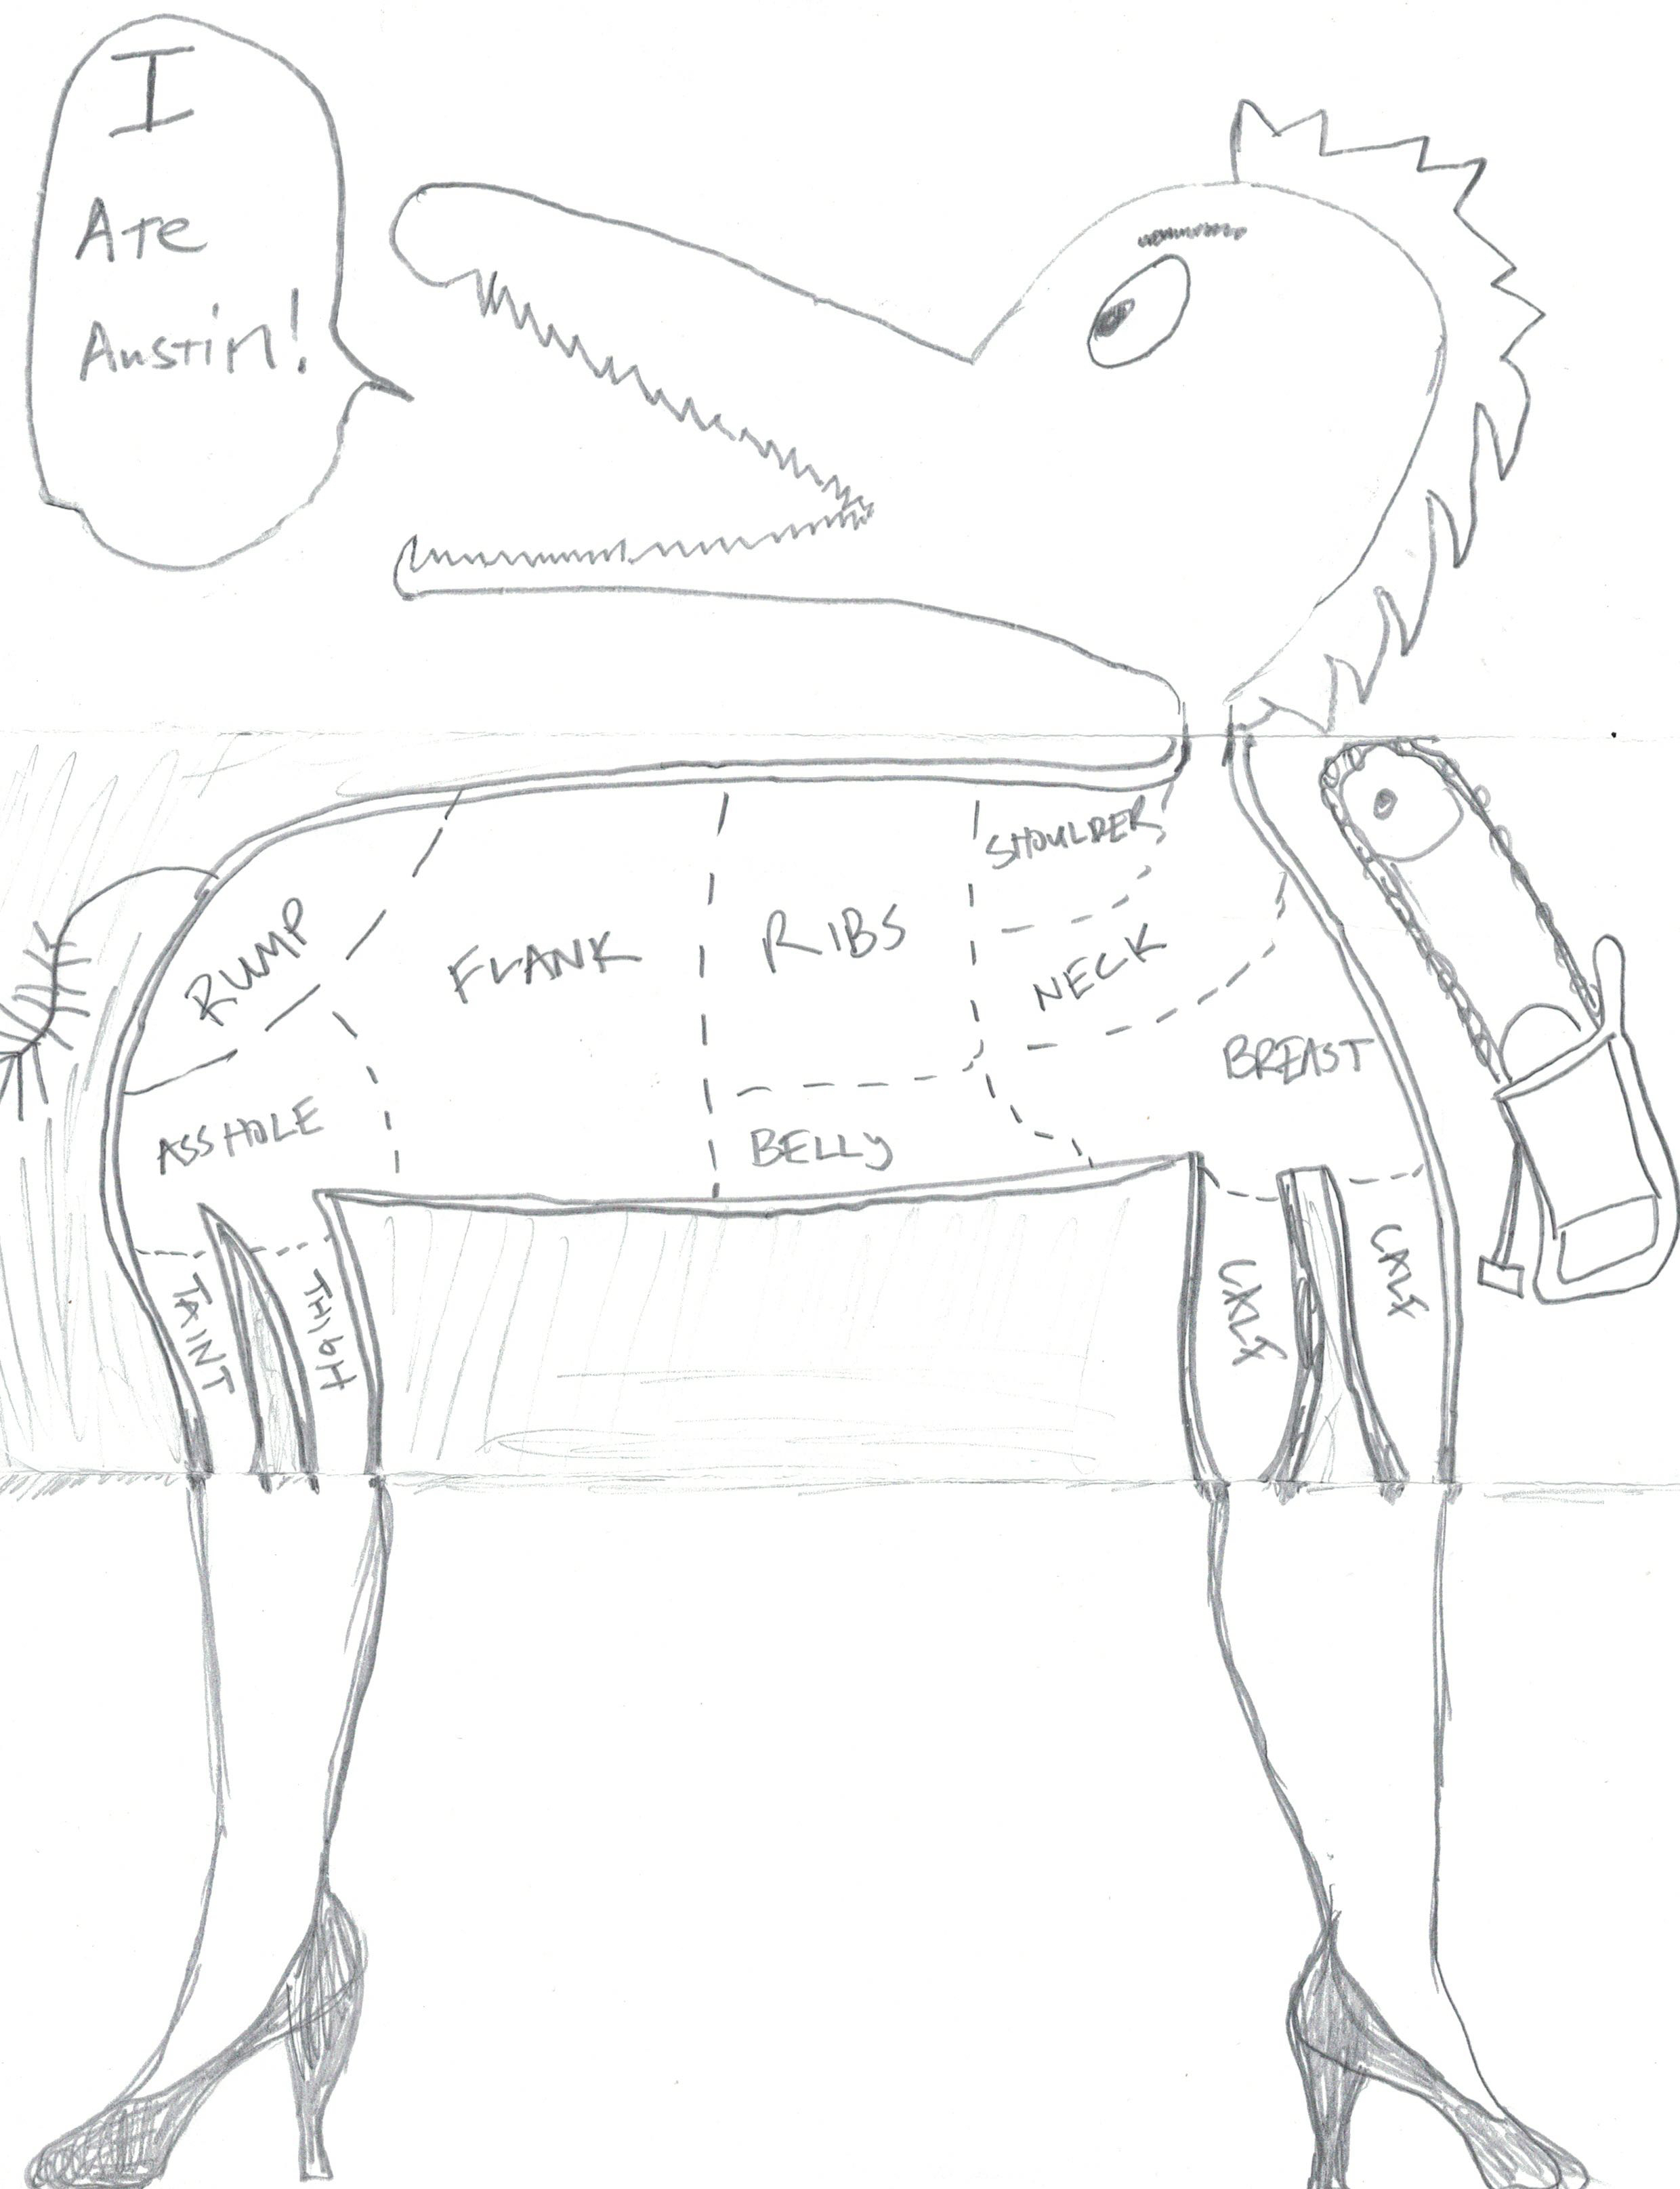 I
Ate
Austin!
SHOULDER
RUMP
FLANK
RIBS
NECK
BREAST
ASSHOLE
BELLY
TAINT
THIGH
CALF
CALF